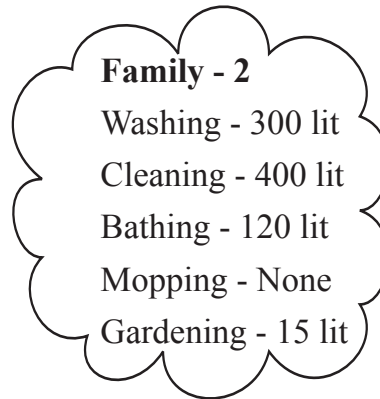 Family - 2
Washing - 300 lit
Cleaning - 400 lit
Bathing - 120 lit
Mopping - None
Gardening - 15 lit